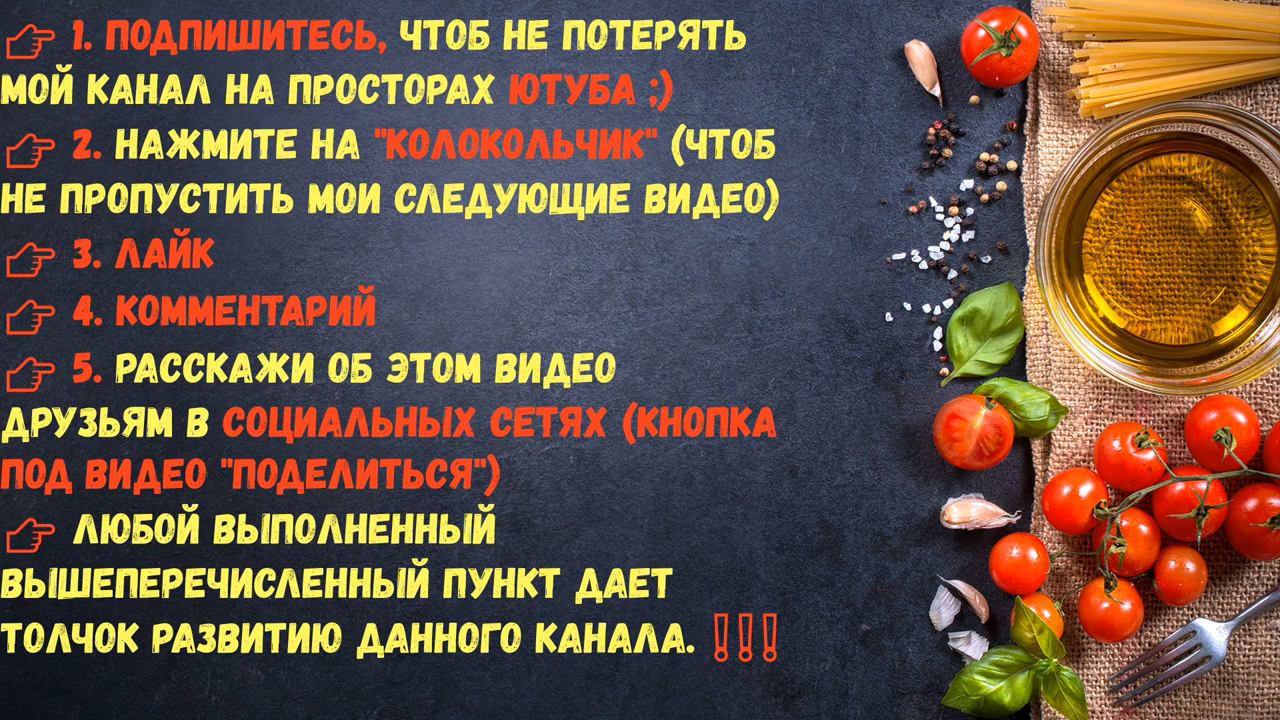 👉 1. ПОДПИШИТЕСЬ, ЧТОБ НЕ ПОТЕРЯТЬ
МОЙ КАНАЛ НА ПРОСТОРАХ ЮТУБА ;)
👉 2. НАЖМИТЕ НА "КОЛОКОЛЬЧИК" (ЧТОБ
НЕ ПРОПУСТИТЬ МОИ СЛЕДУЮЩИЕ ВИДЕО)
👉 3. ЛАЙК
👉 4. КОММЕНТАРИЙ
👉 5. РАССКАЖИ ОБ ЭТОМ ВИДЕО
ДРУЗЬЯМ В СОЦИАЛЬНЫХ СЕТЯХ (КНОПКА
ПОД ВИДЕО "ПОДЕЛИТЬСЯ")
👉 ЛЮБОЙ ВЫПОЛНЕННЫЙ
ВЫШЕПЕРЕЧИСЛЕННЫЙ ПУНКТ ДАЕТ
ТОЛЧОК РАЗВИТИЮ ДАННОГО КАНАЛА. ❗❗❗